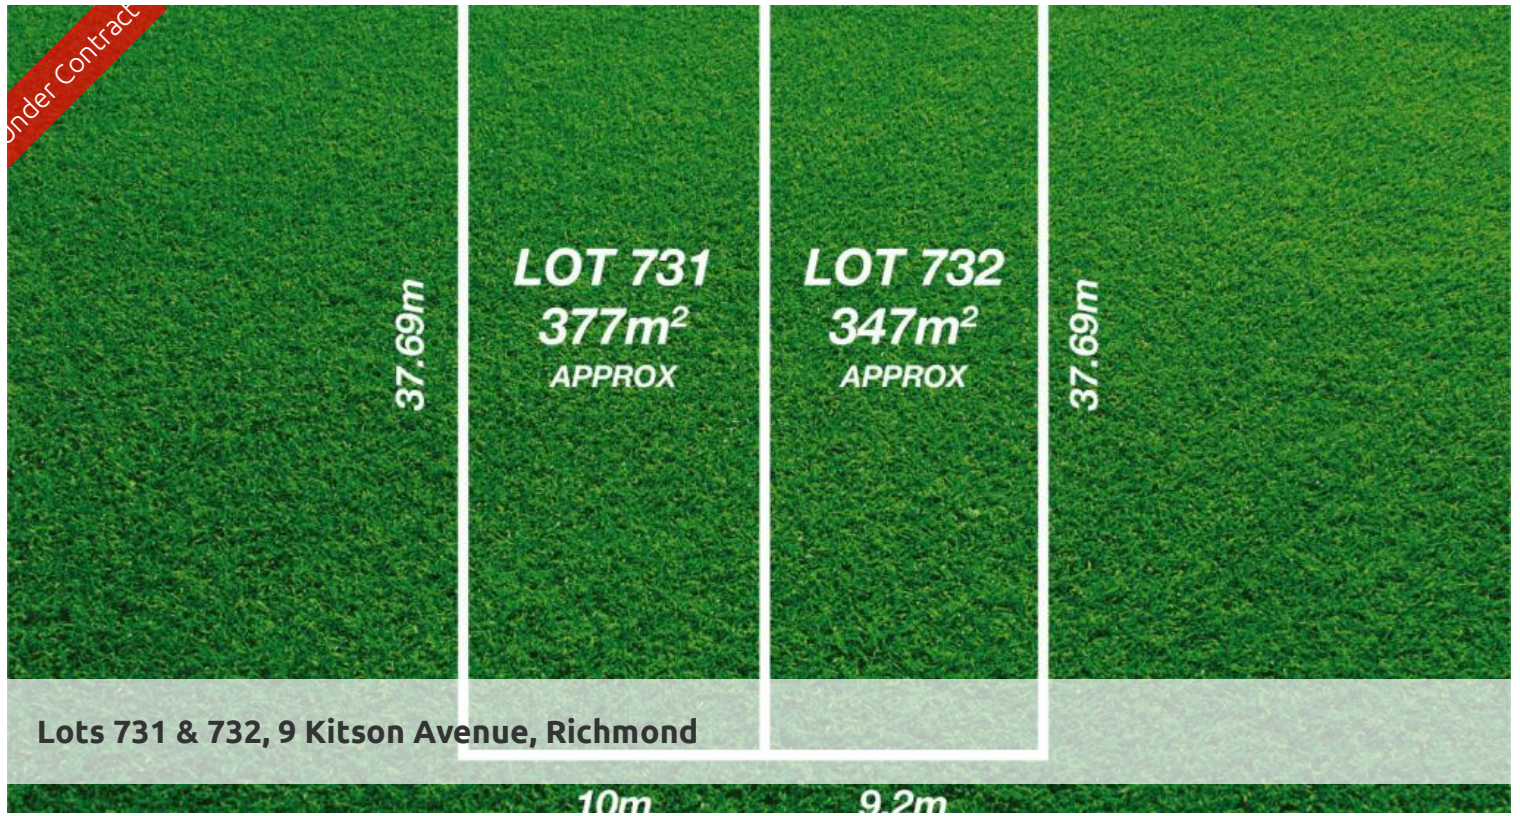 Under Contract
LOT 731
377m²
APPROX
LOT 732
347m²
APPROX
37.69m
37.69m
Lots 731 & 732, 9 Kitson Avenue, Richmond
10m
9.2m